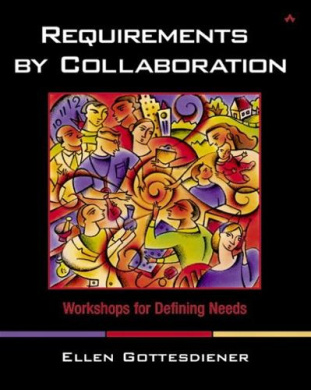 REQUIREMENTS
BY COLLABORATION
Workshops for Defining Needs
ELLEN GOTTESDIENER